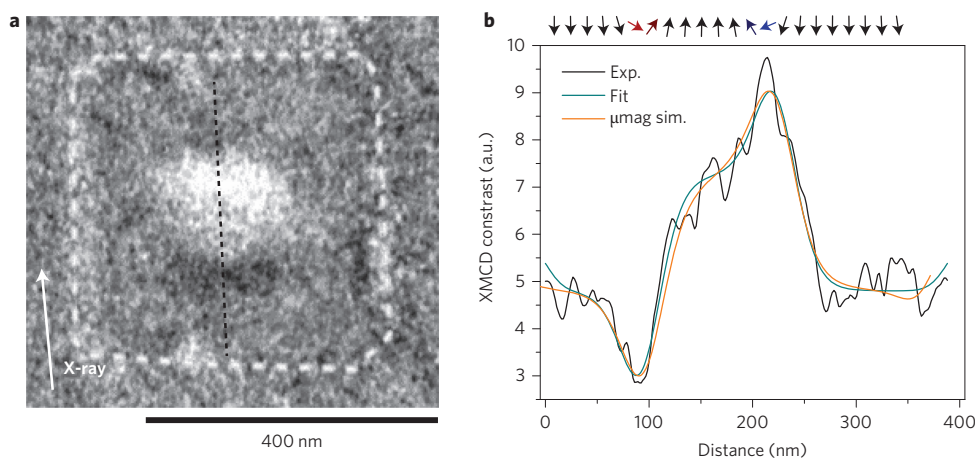 a
X-ray
400 nm
b
Exp.
Fit
μmag sim.
10
9
8
7
6
5
4
3
XMCD constrast (a.u.)
0
100
200
300
400
Distance (nm)